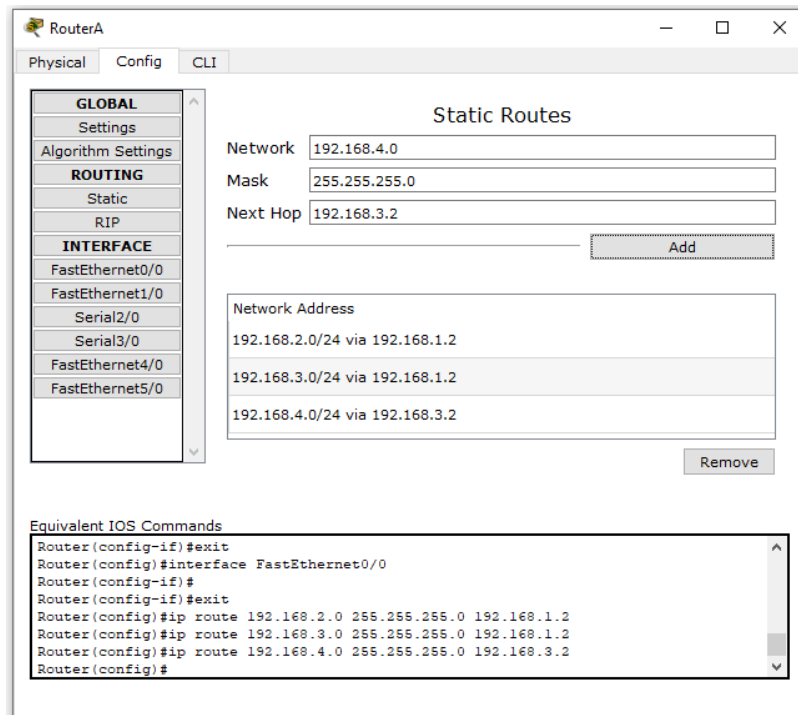 RouterA
Physical Config CLI
GLOBAL
Settings
Algorithm Settings
ROUTING
Static
RIP
INTERFACE
FastEthernet0/0
FastEthernet1/0
Serial2/0
Serial3/0
FastEthernet4/0
FastEthernet5/0
Static Routes
Network 192.168.4.0
Mask 255.255.255.0
Next Hop 192.168.3.2
Add
Network Address
192.168.2.0/24 via 192.168.1.2
192.168.3.0/24 via 192.168.1.2
192.168.4.0/24 via 192.168.3.2
Remove
Equivalent IOS Commands
Router(config-if)#exit
Router(config)#interface FastEthernet0/0
Router(config-if)#
Router(config-if)#exit
Router(config)#ip route 192.168.2.0 255.255.255.0 192.168.1.2
Router(config)#ip route 192.168.3.0 255.255.255.0 192.168.1.2
Router(config)#ip route 192.168.4.0 255.255.255.0 192.168.3.2
Router(config)#